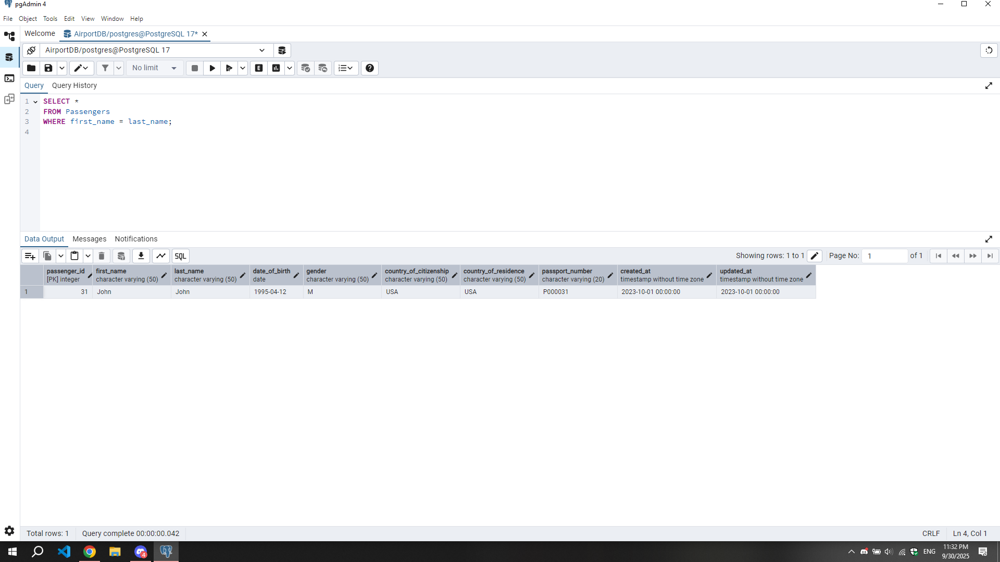 pgAdmin 4
File Object Tools Edit View Window Help
Welcome AirportDB/postgres@PostgreSQL 17*
AirportDB/postgres@PostgreSQL 17
No limit
E
Query Query History
1 SELECT *
2 FROM Passengers
3 WHERE first_name = last_name;
4
Data Output Messages Notifications
SQL Showing rows: 1 to 1 Page No: 1 of 1
passenger_id first_name last_name date_of_birth gender country_of_citizenship country_of_residence passport_number created_at updated_at
[PK] integer character varying (50) character varying (50) date character varying (50) character varying (50) character varying (50) character varying (20) timestamp without time zone timestamp without time zone
1 31 John John 1995-04-12 M USA USA P000031 2023-10-01 00:00:00 2023-10-01 00:00:00
Total rows: 1 Query complete 00:00:00.042 CRLF Ln 4, Col 1
4 ENG 11:32 PM
9/30/2025